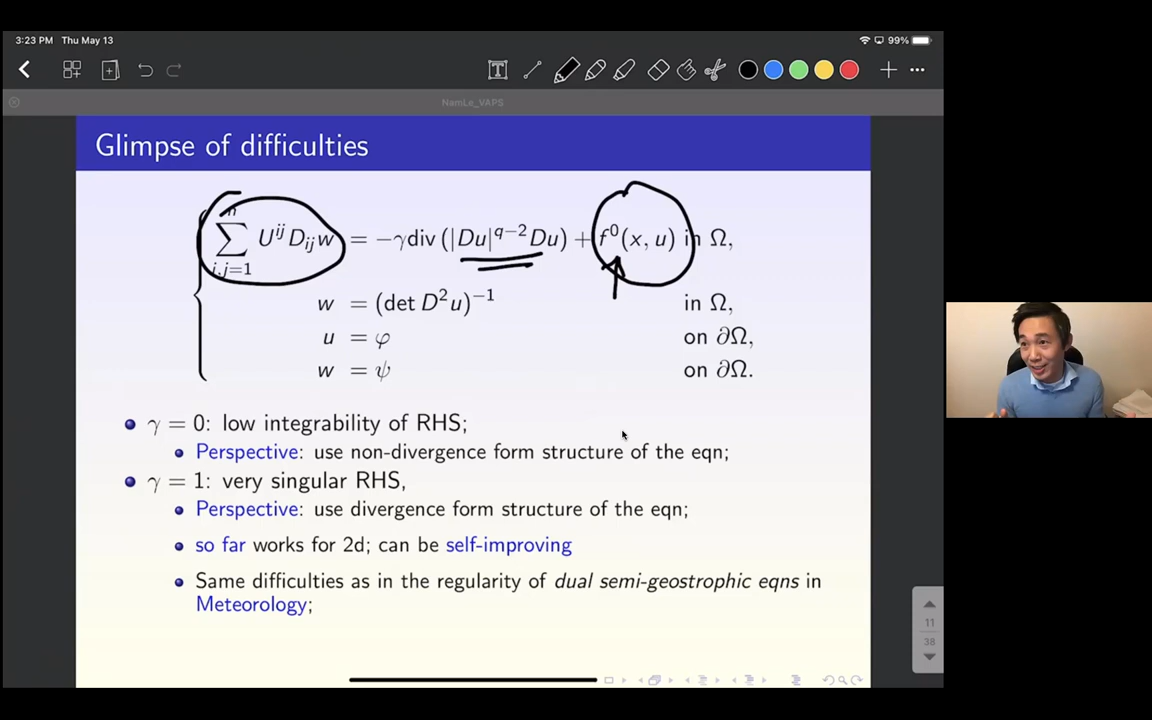 3:23 PM Thu May 13
99%
NamLe_VAPS
Glimpse of difficulties
n
∑ U^{ij} D_{ij} w = −γdiv (|Du|^{q−2} Du) + f^0(x, u) in Ω,
i,j=1
w = (det D^2 u)^{−1} in Ω,
u = φ on ∂Ω,
w = ψ on ∂Ω.
γ = 0: low integrability of RHS;
Perspective: use non-divergence form structure of the eqn;
γ = 1: very singular RHS,
Perspective: use divergence form structure of the eqn;
so far works for 2d; can be self-improving
Same difficulties as in the regularity of dual semi-geostrophic eqns in
Meteorology;
11
38